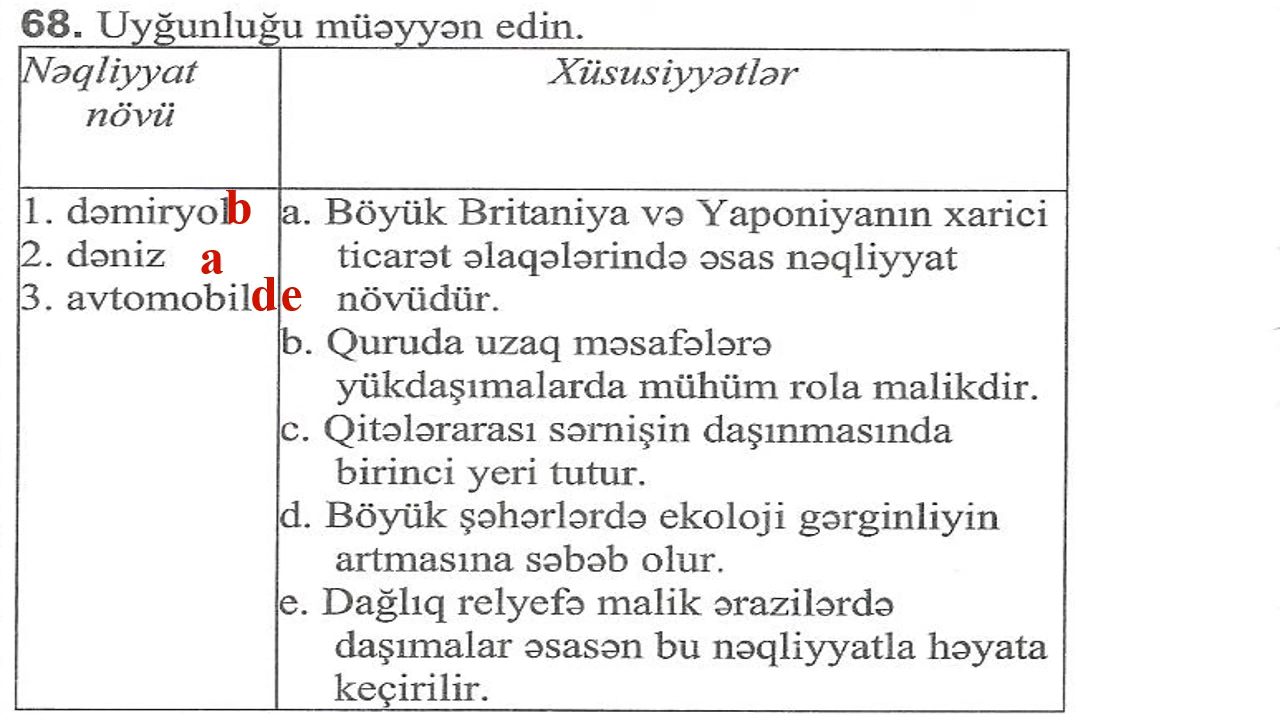 68. Uyğunluğu müəyyən edin.
Nəqliyyat
növü
Xüsusiyyətlər
1. dəmiryol b
2. dəniz a
3. avtomobil d e
a. Böyük Britaniya və Yaponiyanın xarici
ticarət əlaqələrində əsas nəqliyyat
növüdür.
b. Quruda uzaq məsafələrə
yükdaşımalarda mühüm rola malikdir.
c. Qitələrarası sərnişin daşınmasında
birinci yeri tutur.
d. Böyük şəhərlərdə ekoloji gərginliyin
artmasına səbəb olur.
e. Dağlıq relyefə malik ərazilərdə
daşımalar əsasən bu nəqliyyatla həyata
keçirilir.